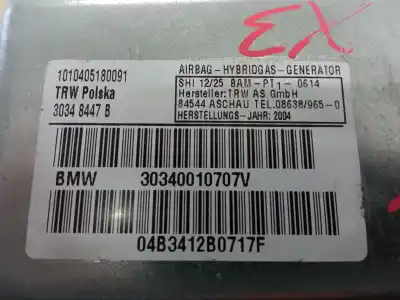 X3
1010405180091
TRW Polska
3034 8447 B
AIRBAG-HYBRIDGAS-GENERATOR
SHI 12/25 BAM-PT1-0614
Hersteller: TRW AS GmbH
84544 ASCHAU TEL.08638/965-0
HERSTELLUNGS-JAHR: 2004
BMW 30340010707V
04B3412B0717F